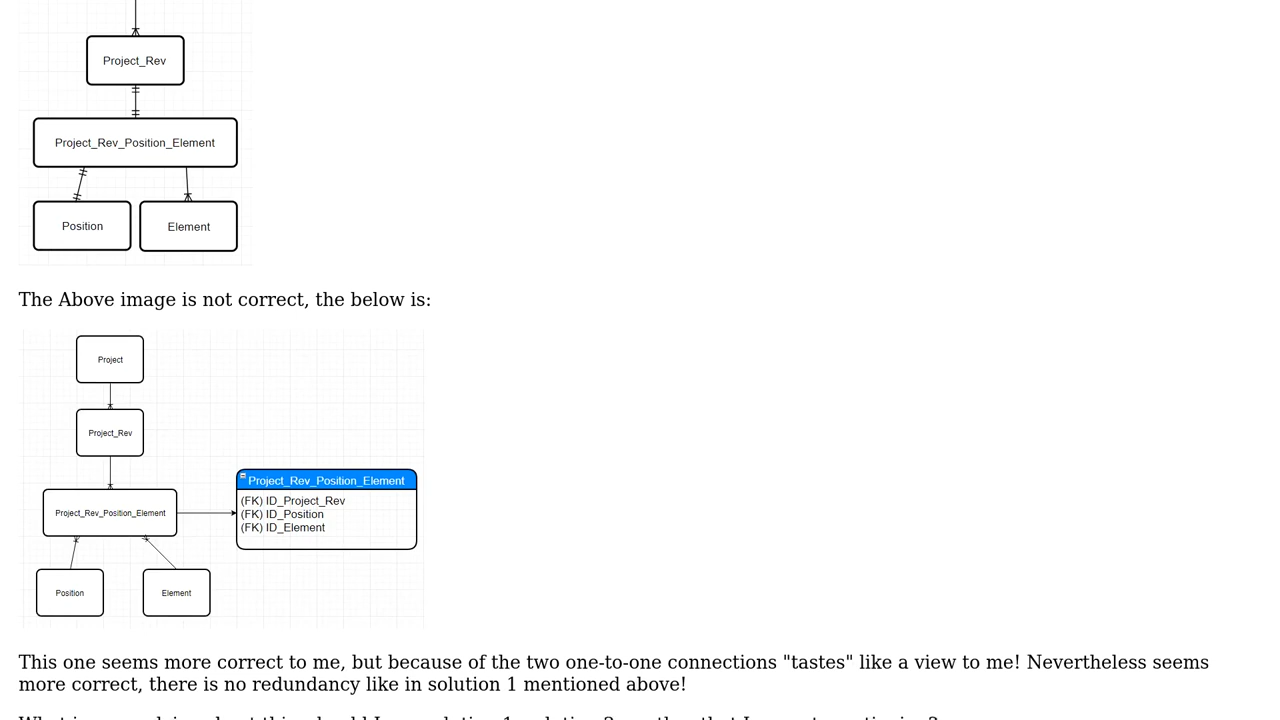 Project_Rev
Project_Rev_Position_Element
Position
Element
The Above image is not correct, the below is:
Project
Project_Rev
Project_Rev_Position_Element
Project_Rev_Position_Element
(FK) ID_Project_Rev
(FK) ID_Position
(FK) ID_Element
Position
Element
This one seems more correct to me, but because of the two one-to-one connections "tastes" like a view to me! Nevertheless seems
more correct, there is no redundancy like in solution 1 mentioned above!